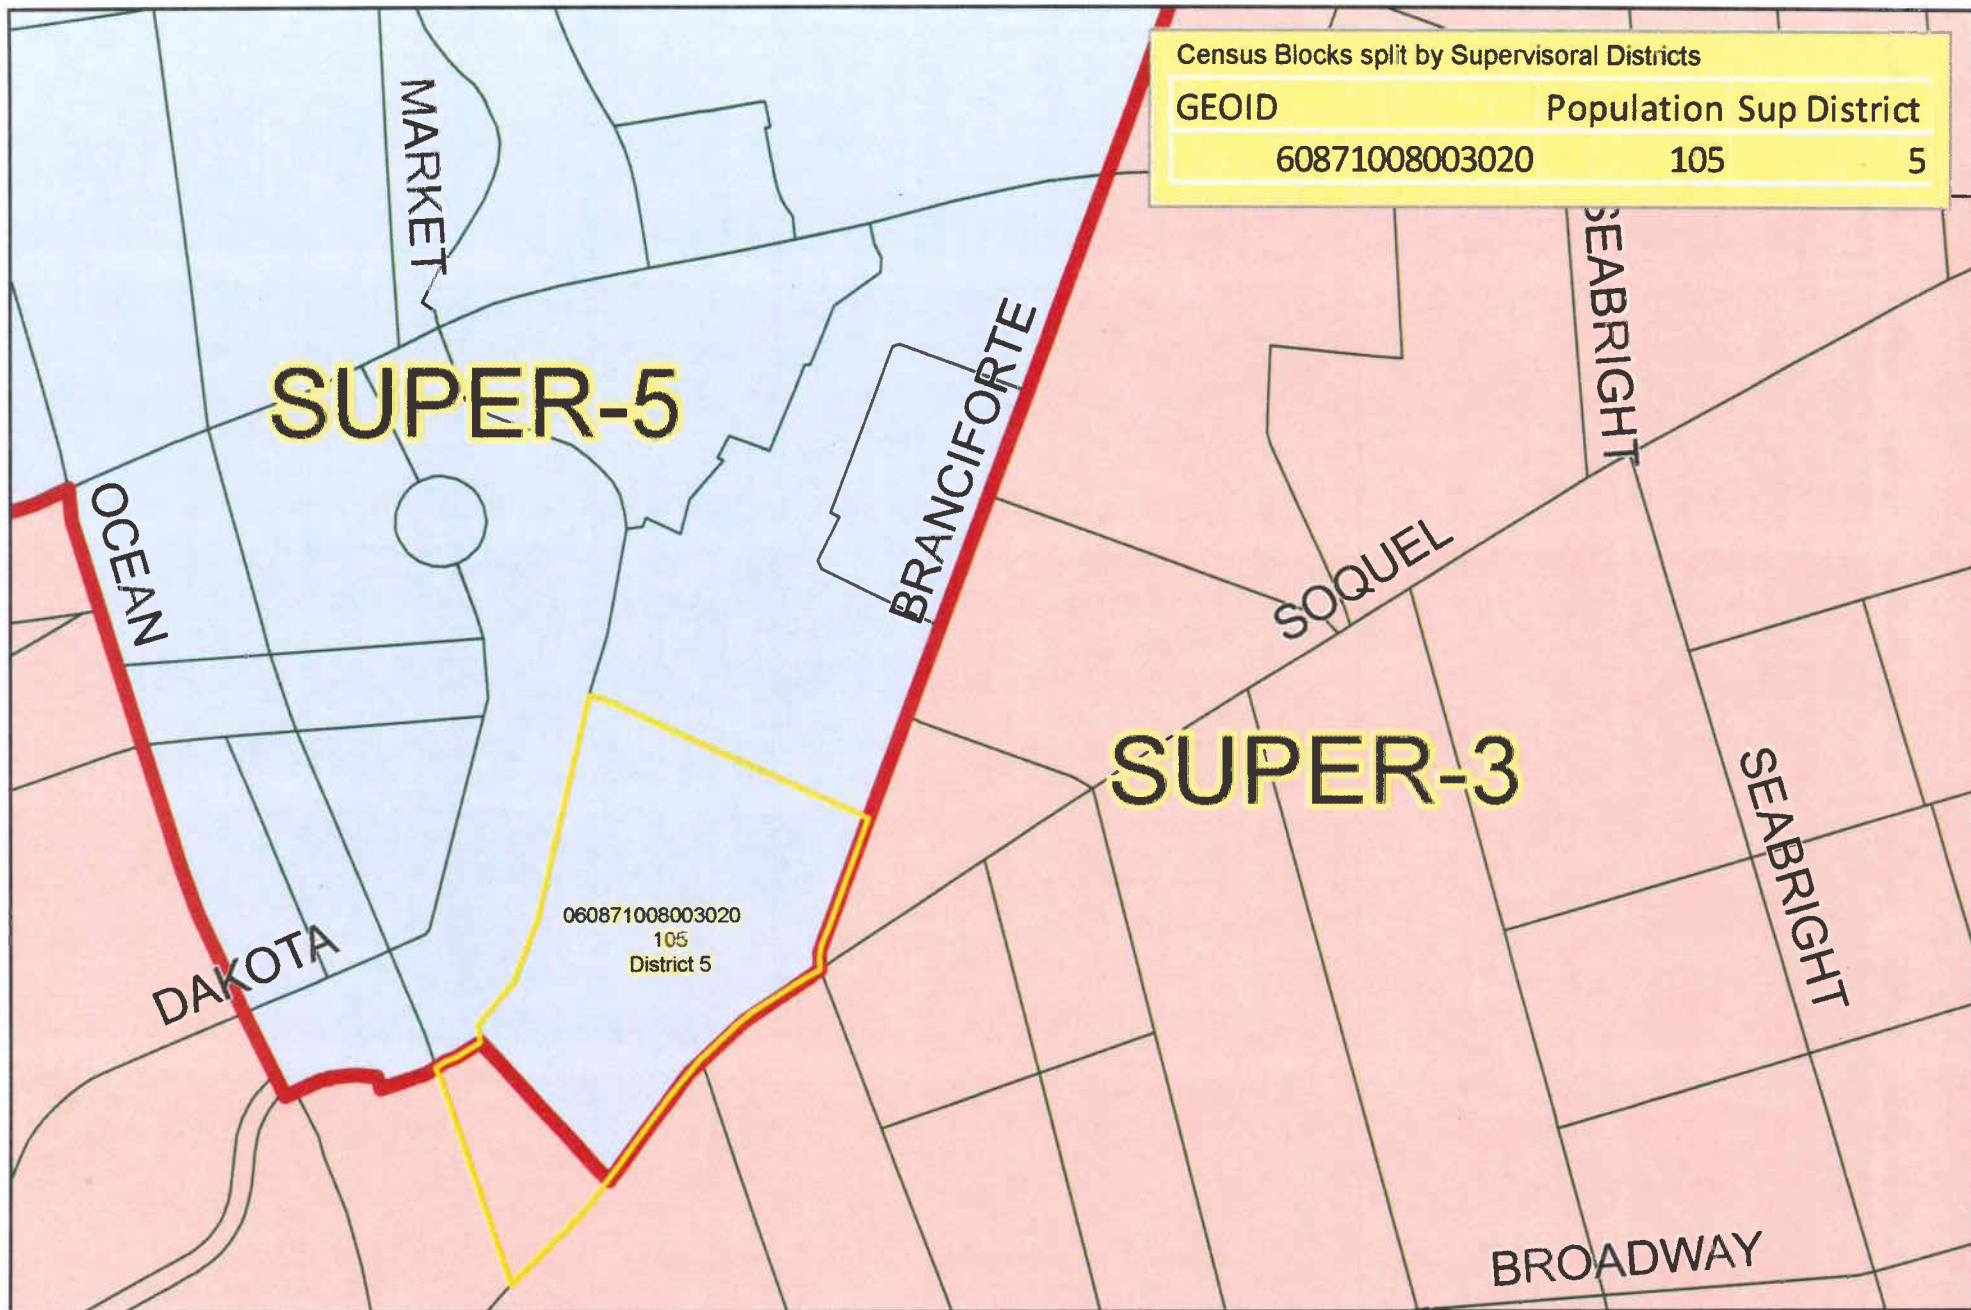 Census Blocks split by Supervisoral Districts
GEOID Population Sup District
60871008003020 105 5
MARKET
SEABRIGHT
BRANCIFORTE
SUPER-5
OCEAN
SOQUEL
SUPER-3
SEABRIGHT
060871008003020
105
District 5
DAKOTA
BROADWAY